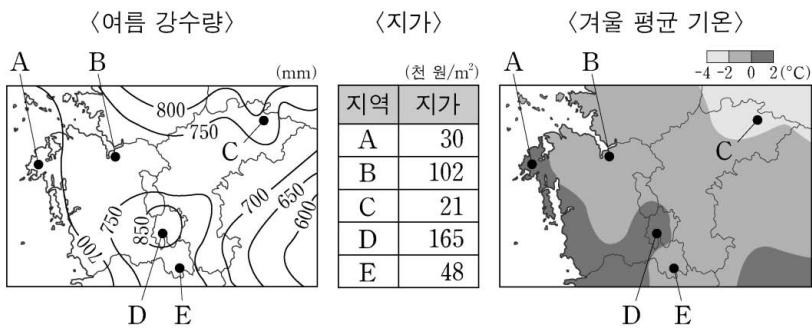 〈여름 강수량〉
〈지가〉
〈겨울 평균 기온〉
A
B
(mm)
800
750
C
700
650
600
750
850
700
D
E
(천 원/m²)
지역 지가
A 30
B 102
C 21
D 165
E 48
A
B
-4 -2 0 2(℃)
C
D
E